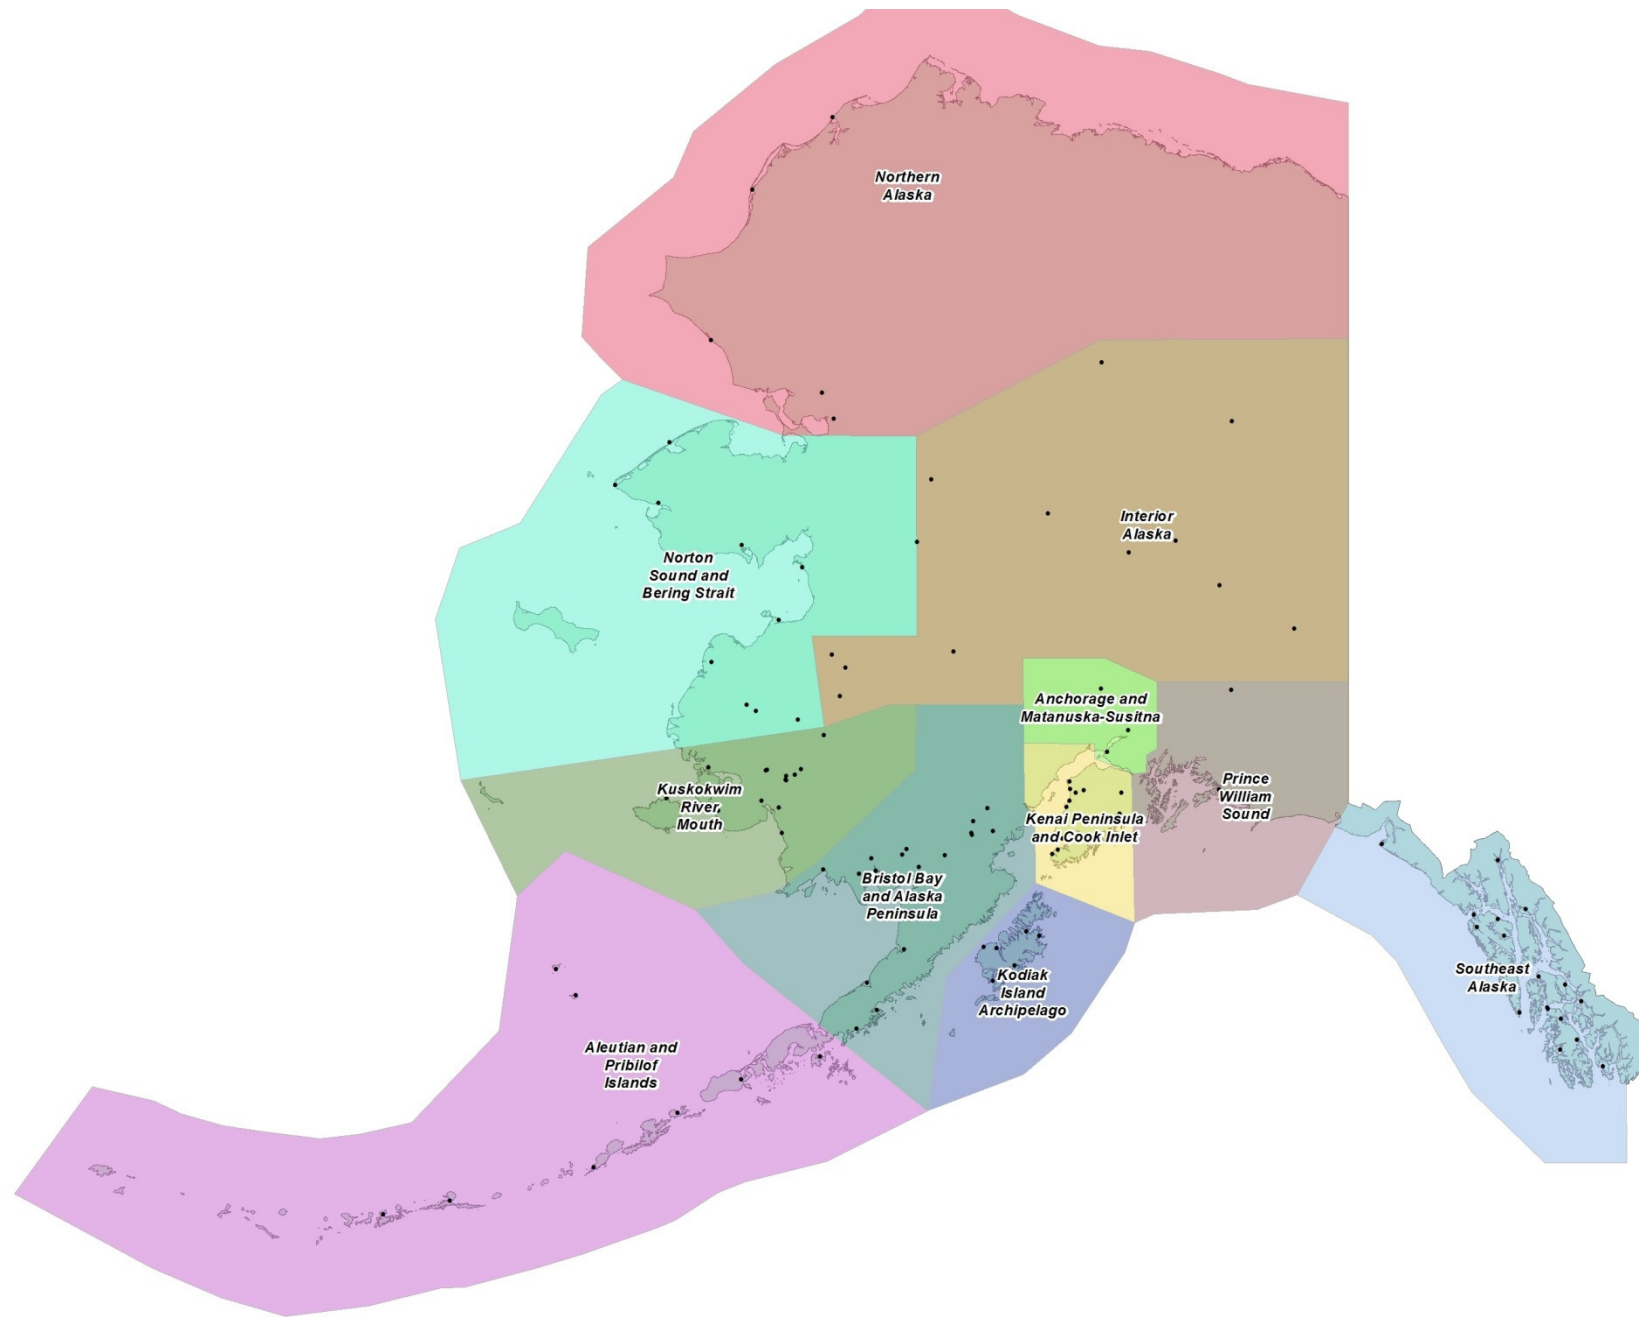 Northern
Alaska
Interior
Alaska
Norton
Sound and
Bering Strait
Anchorage and
Matanuska-Susitna
Kuskokwim
River
Mouth
Prince
William
Sound
Kenai Peninsula
and Cook Inlet
Bristol Bay
and Alaska
Peninsula
Kodiak
Island
Archipelago
Southeast
Alaska
Aleutian and
Pribilof
Islands